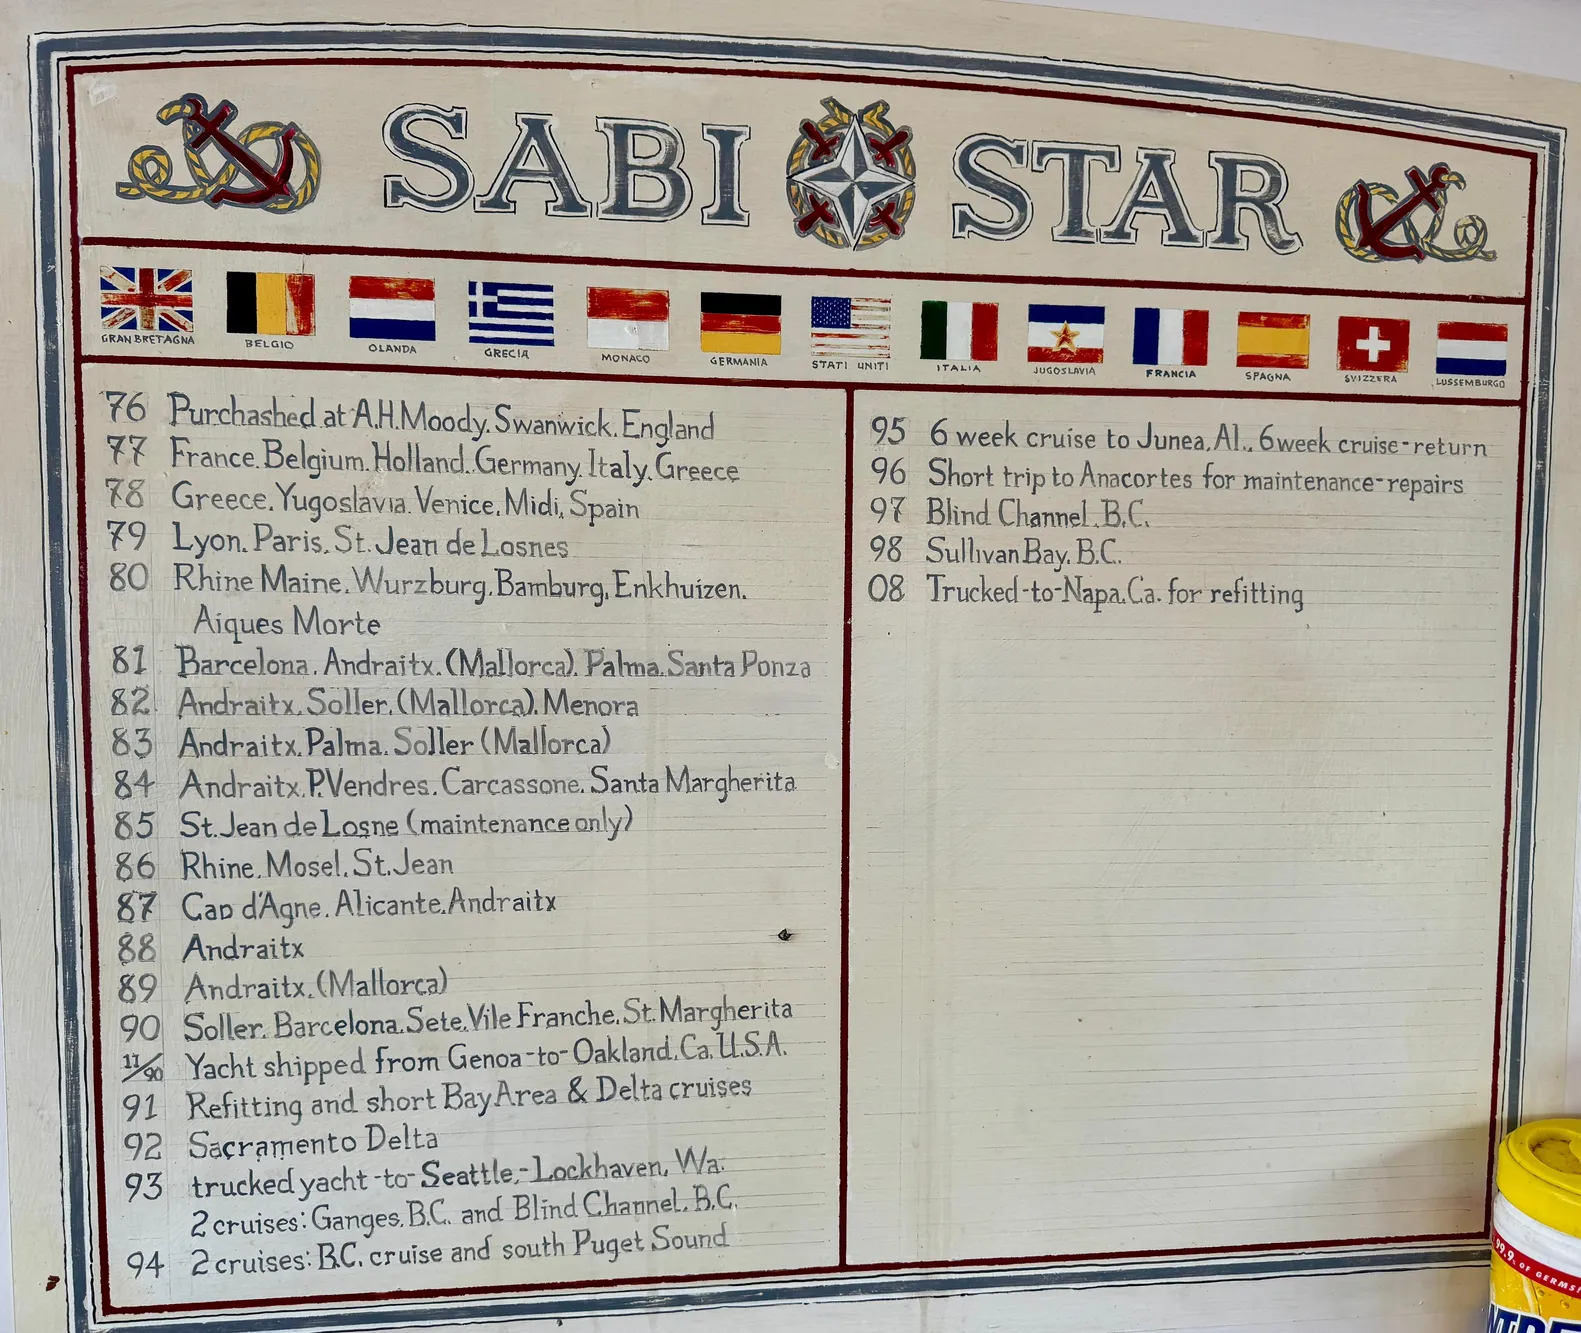 SABI STAR
GRAN BRETAGNA BELGIO OLANDA GRECIA MONACO GERMANIA STATI UNITI ITALIA JUGOSLAVIA FRANCIA SPAGNA SVIZZERA LUSSEMBURGO
76 Purchashed at A.H.Moody. Swanwick. England
77 France. Belgium. Holland. Germany. Italy. Greece
78 Greece. Yugoslavia. Venice. Midi. Spain
79 Lyon. Paris. St. Jean de Losnes
80 Rhine Maine. Wurzburg. Bamburg. Enkhuizen.
Aiques Morte
81 Barcelona. Andraitx. (Mallorca). Palma. Santa Ponza
82 Andraitx. Soller. (Mallorca). Menora
83 Andraitx. Palma. Soller (Mallorca)
84 Andraitx. P.Vendres. Carcassone. Santa Margherita
85 St. Jean de Losne (maintenance only)
86 Rhine. Mosel. St. Jean
87 Cap d'Agne. Alicante. Andraitx
88 Andraitx
89 Andraitx. (Mallorca)
90 Soller. Barcelona. Sete. Vile Franche. St. Margherita
11/90 Yacht shipped from Genoa-to-Oakland. Ca. U.S.A.
91 Refitting and short Bay Area & Delta cruises
92 Sacramento Delta
93 trucked yacht-to-Seattle,-Lockhaven, Wa.
2 cruises: Ganges. B.C. and Blind Channel. B.C.
94 2 cruises: B.C. cruise and south Puget Sound
95 6 week cruise to Junea, Al., 6 week cruise-return
96 Short trip to Anacortes for maintenance-repairs
97 Blind Channel. B.C.
98 Sullivan Bay. B.C.
08 Trucked-to-Napa. Ca. for refitting
99.9% OF GERMS